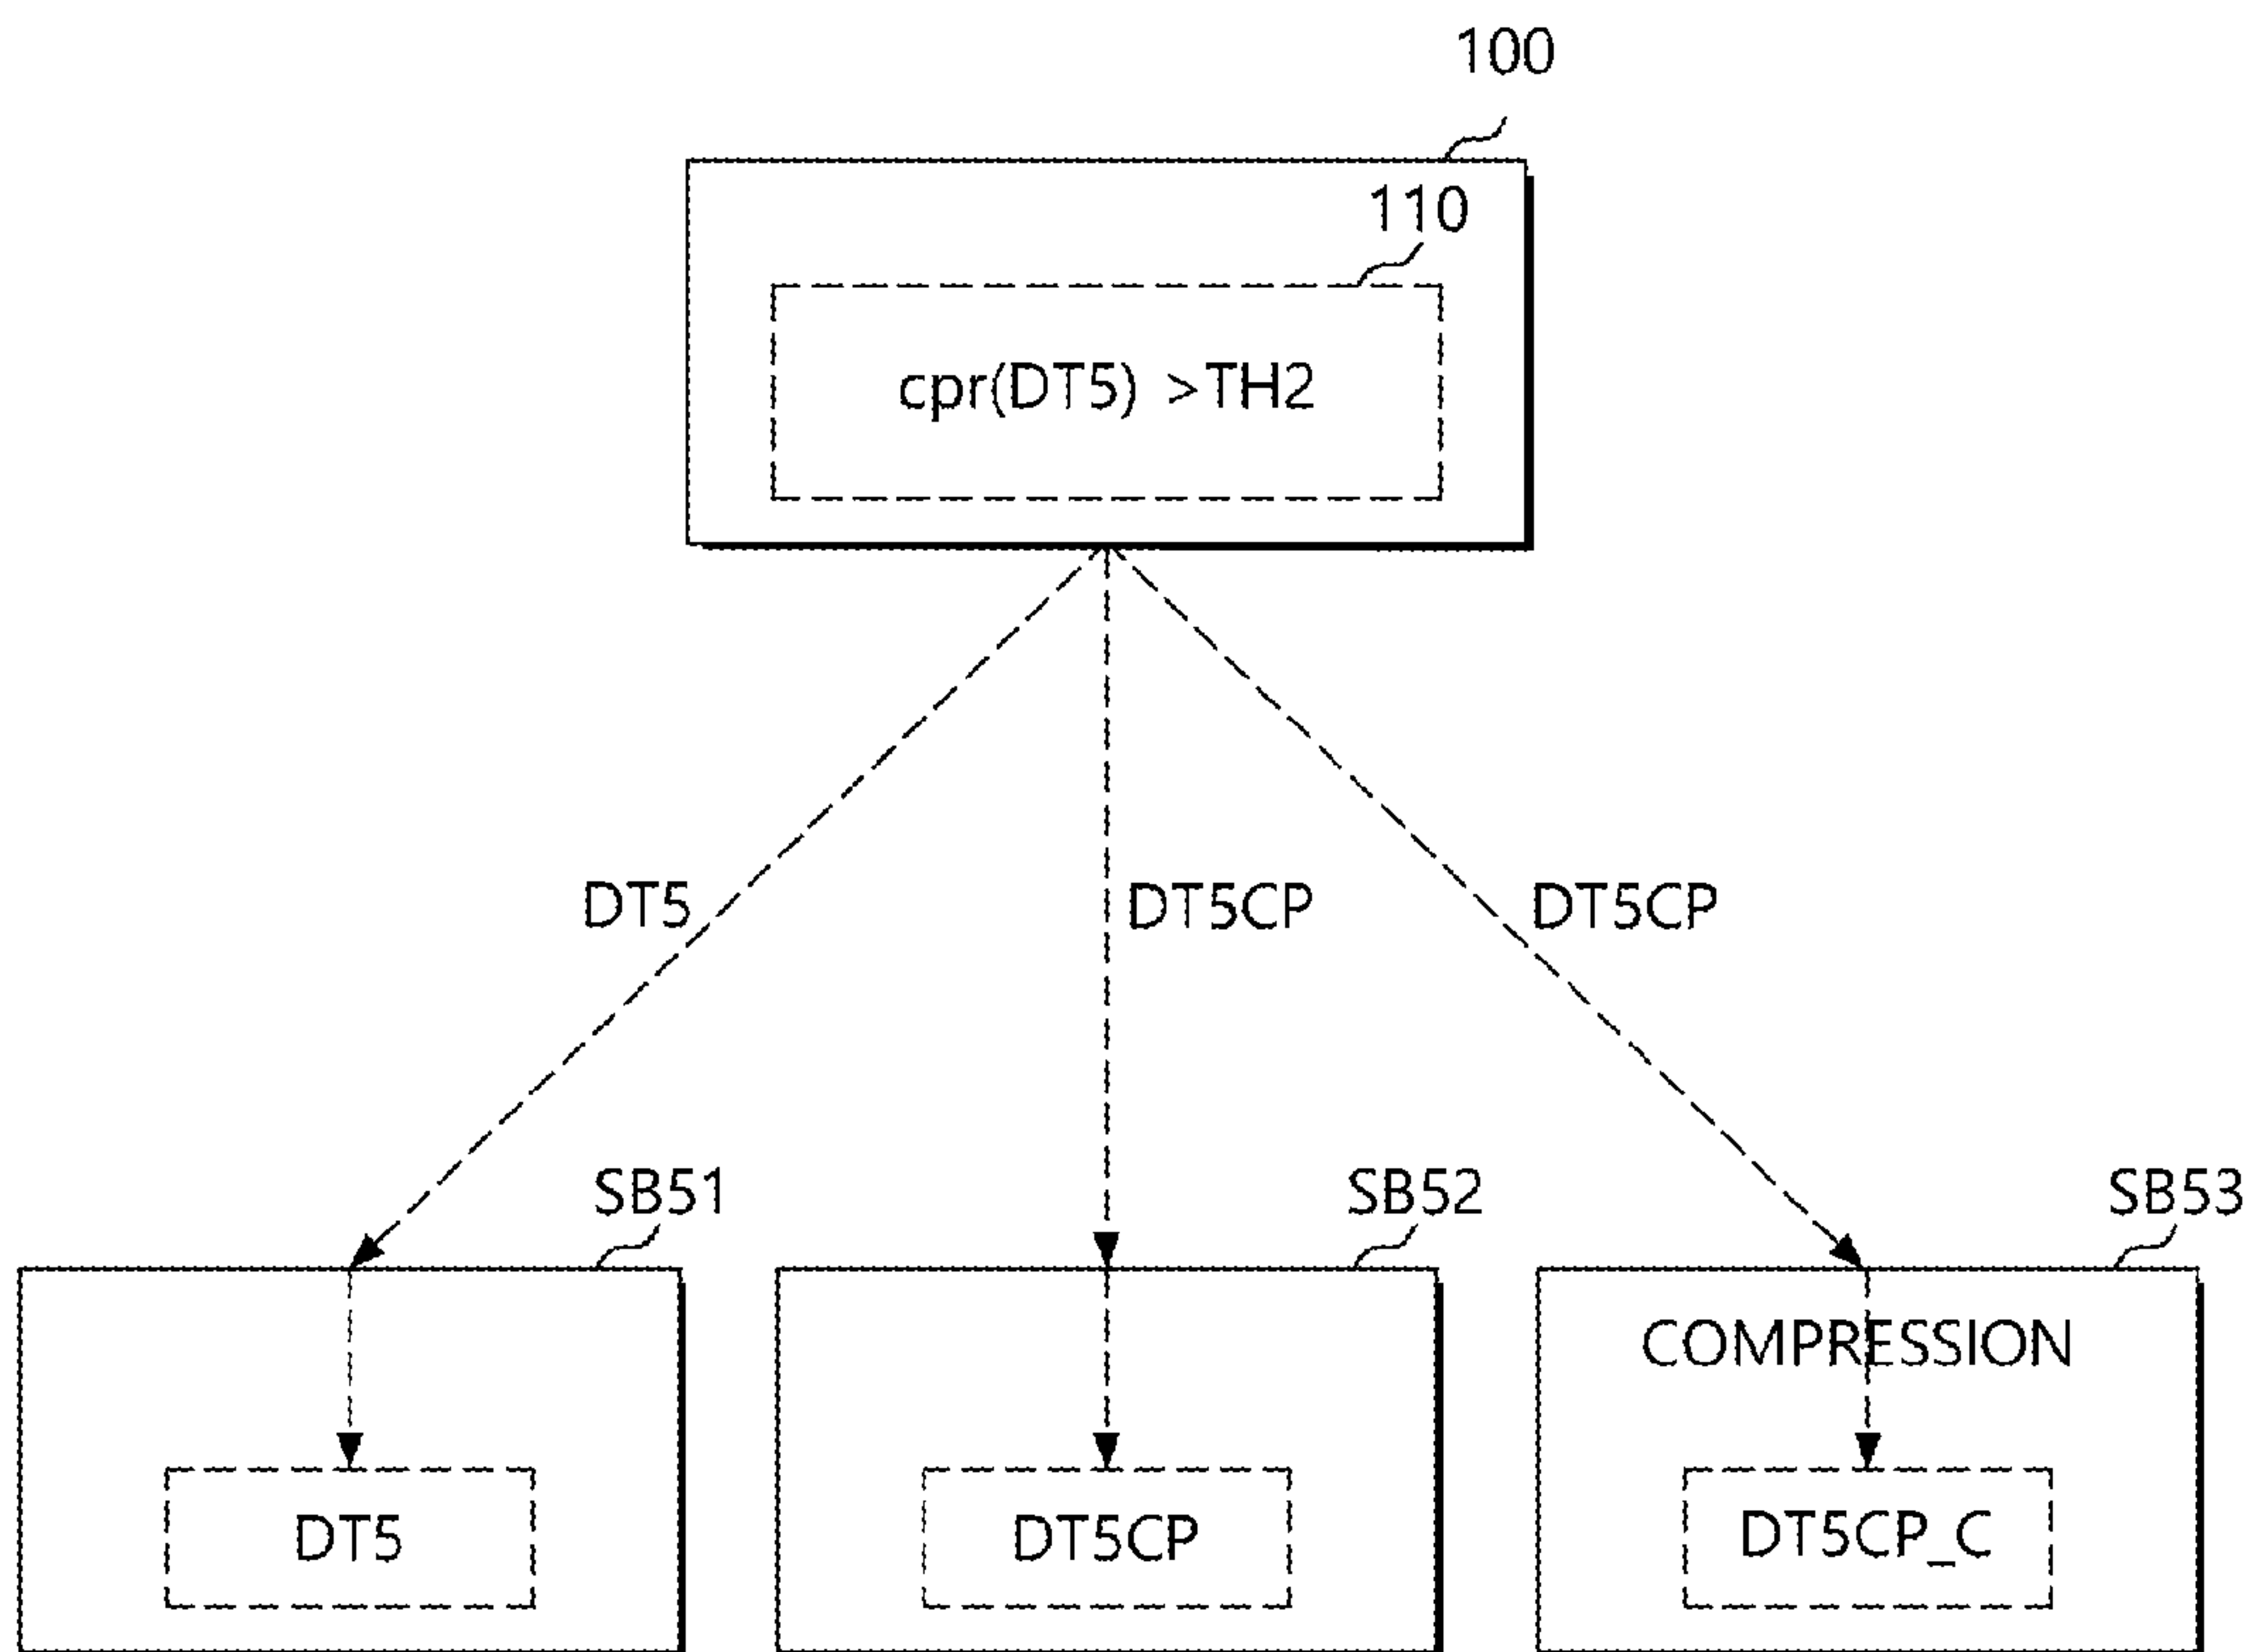 100
110
cpr(DT5) >TH2
DT5
DT5CP
DT5CP
SB51
SB52
SB53
COMPRESSION
DT5
DT5CP
DT5CP_C